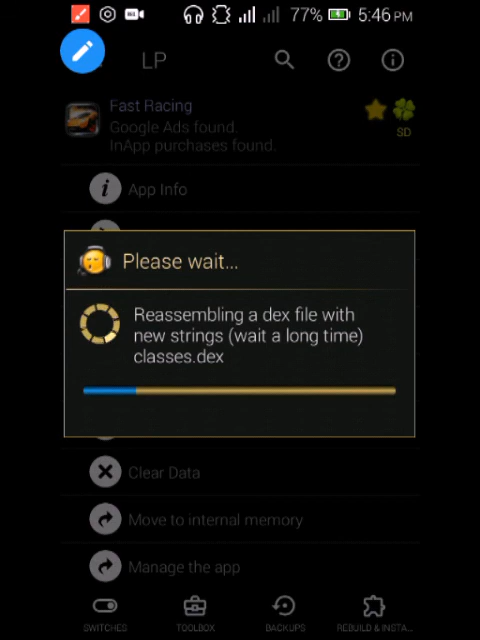 77% 5:46 PM
LP
Fast Racing
Google Ads found.
InApp purchases found.
SD
App Info
Please wait...
Reassembling a dex file with
new strings (wait a long time)
classes.dex
Clear Data
Move to internal memory
Manage the app
SWITCHES TOOLBOX BACKUPS REBUILD & INSTA...